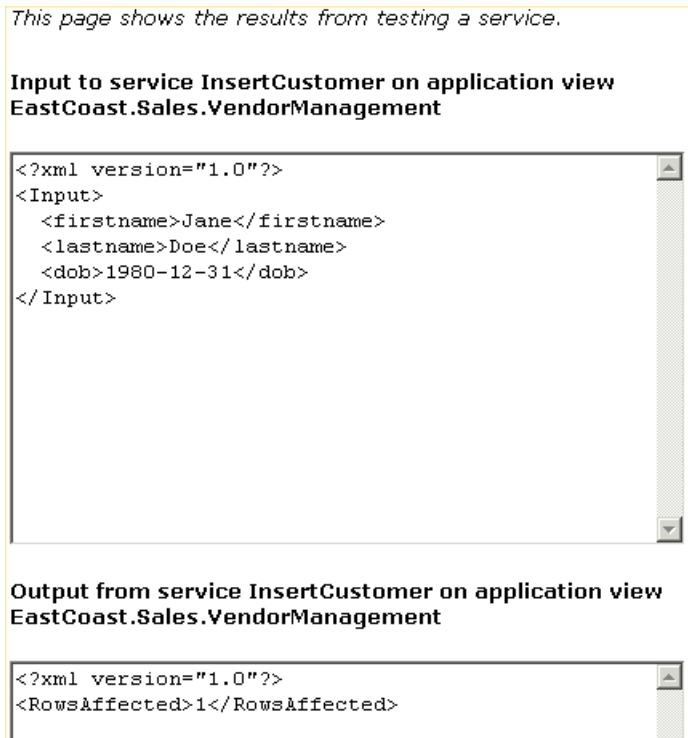 This page shows the results from testing a service.
Input to service InsertCustomer on application view
EastCoast.Sales.VendorManagement
<?xml version="1.0"?>
<Input>
  <firstname>Jane</firstname>
  <lastname>Doe</lastname>
  <dob>1980-12-31</dob>
</Input>
Output from service InsertCustomer on application view
EastCoast.Sales.VendorManagement
<?xml version="1.0"?>
<RowsAffected>1</RowsAffected>